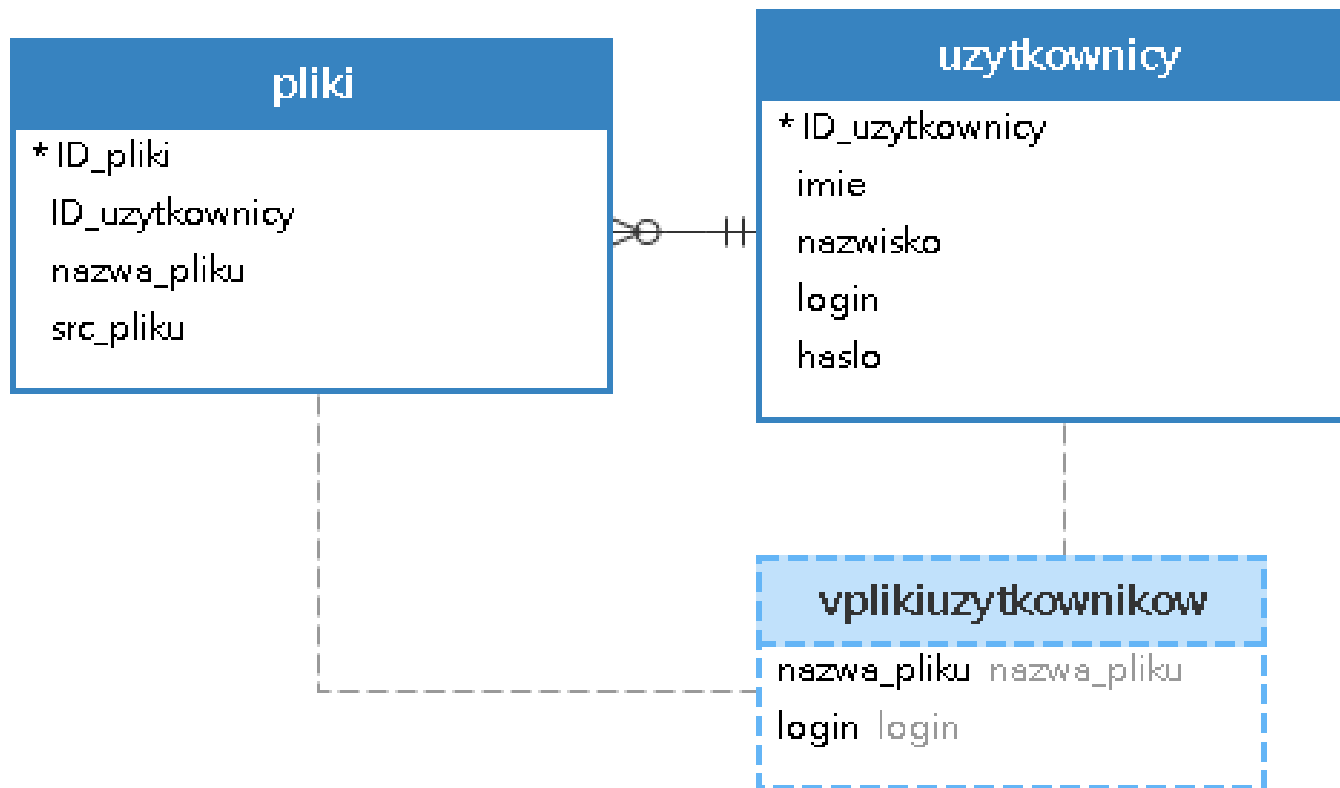 pliki
* ID_pliki
ID_uzytkownicy
nazwa_pliku
src_pliku
uzytkownicy
* ID_uzytkownicy
imie
nazwisko
login
haslo
vplikiuzytkownikow
nazwa_pliku nazwa_pliku
login login